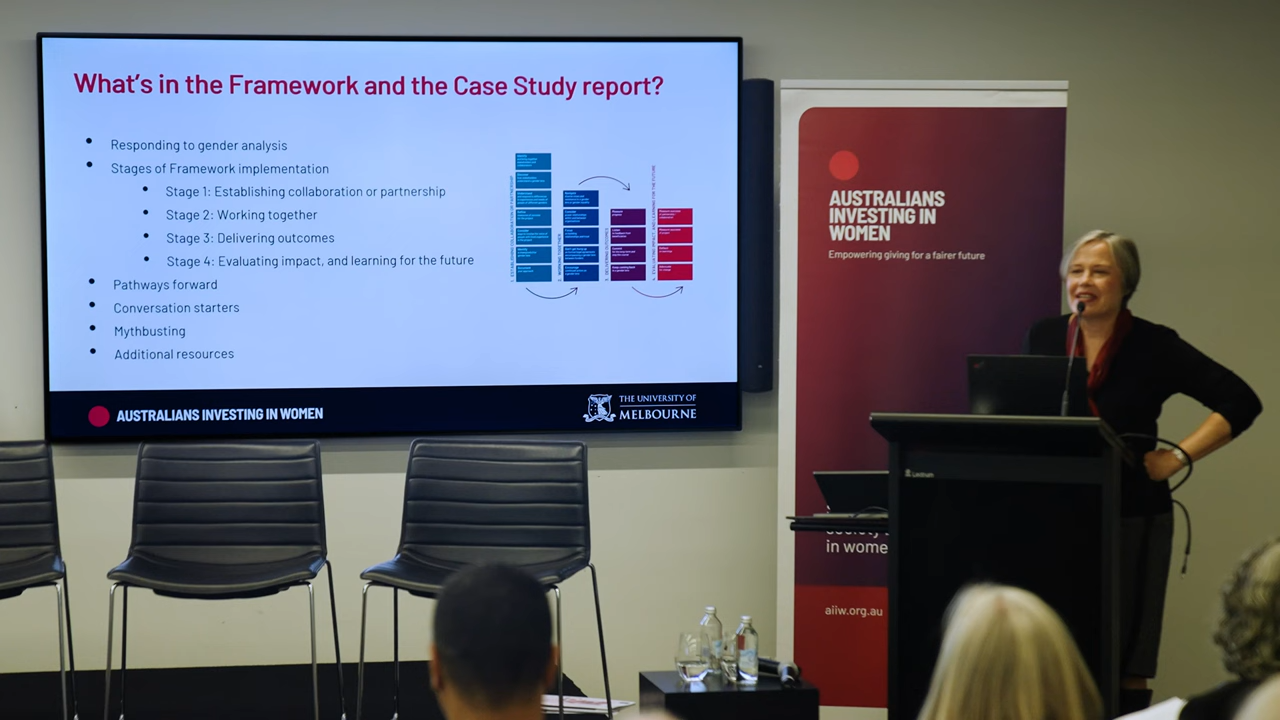 What's in the Framework and the Case Study report?
Responding to gender analysis
Stages of Framework implementation
Stage 1: Establishing collaboration or partnership
Stage 2: Working together
Stage 3: Delivering outcomes
Stage 4: Evaluating impact, and learning for the future
Pathways forward
Conversation starters
Mythbusting
Additional resources
AUSTRALIANS INVESTING IN WOMEN
THE UNIVERSITY OF
MELBOURNE
AUSTRALIANS
INVESTING IN
WOMEN
Empowering giving for a fairer future
society
in wome
aiiw.org.au
Lectrum